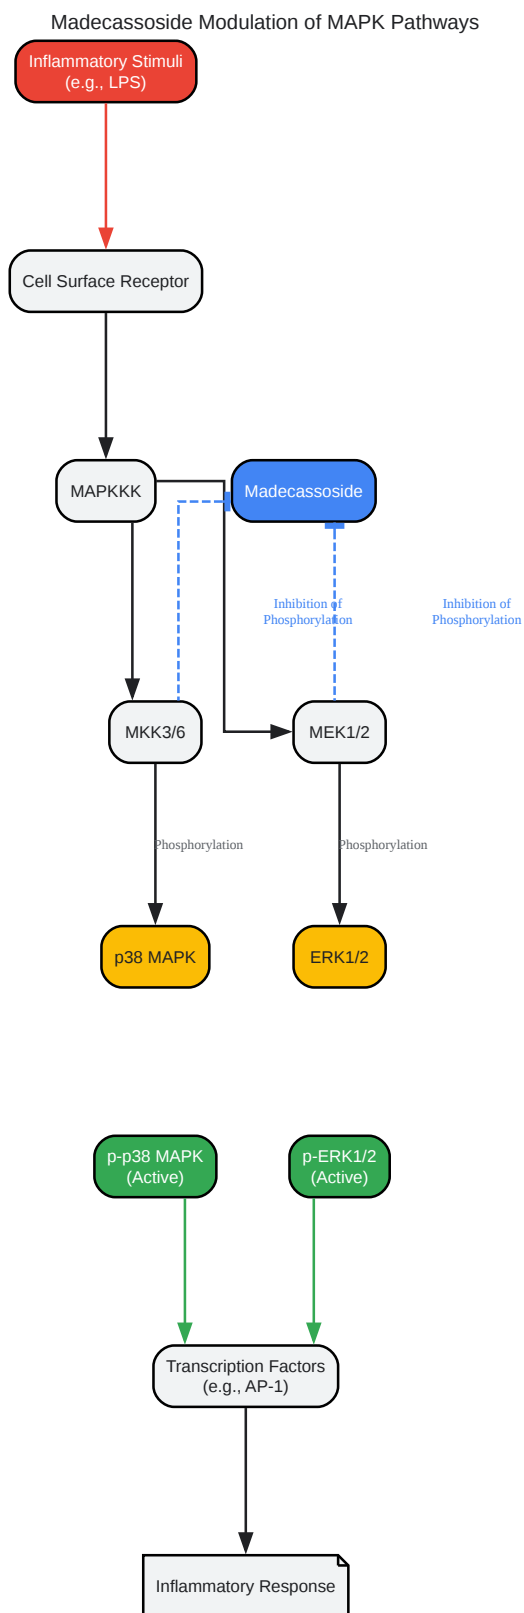 Madecassoside Modulation of MAPK Pathways
Inflammatory Stimuli
(e.g., LPS)
Cell Surface Receptor
MAPKKK
Madecassoside
Inhibition of
Phosphorylation
Inhibition of
Phosphorylation
MKK3/6
MEK1/2
Phosphorylation
Phosphorylation
p38 MAPK
ERK1/2
p-p38 MAPK
(Active)
p-ERK1/2
(Active)
Transcription Factors
(e.g., AP-1)
Inflammatory Response